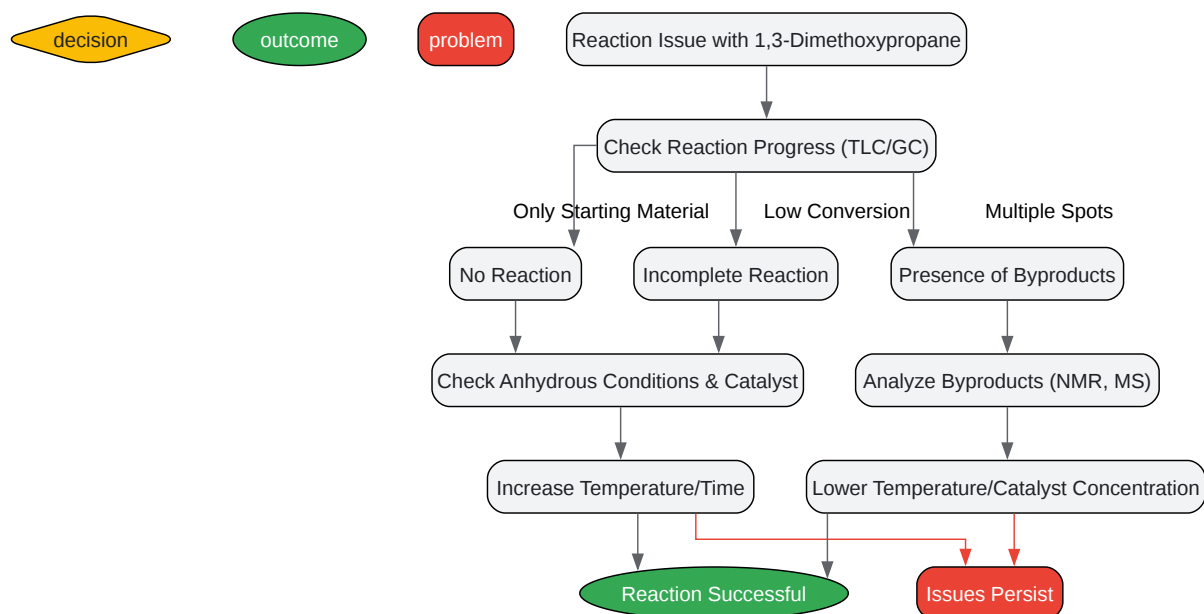 decision
outcome
problem
Reaction Issue with 1,3-Dimethoxypropane
Check Reaction Progress (TLC/GC)
Only Starting Material
Low Conversion
Multiple Spots
No Reaction
Incomplete Reaction
Presence of Byproducts
Check Anhydrous Conditions & Catalyst
Analyze Byproducts (NMR, MS)
Increase Temperature/Time
Lower Temperature/Catalyst Concentration
Reaction Successful
Issues Persist